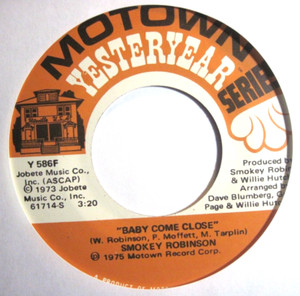 MOTOWN
YESTERYEAR
SERIES
Y 586F
Jobete Music Co.,
Inc. (ASCAP)
℗ 1973 Jobete
Music Co., Inc.
61714-S 3:20
Produced by
Smokey Robin
& Willie Hutc
Arranged by
Dave Blumberg, G
Page & Willie Hutc
"BABY COME CLOSE"
(W. Robinson, P. Moffett, M. Tarplin)
SMOKEY ROBINSON
℗ 1975 Motown Record Corp.